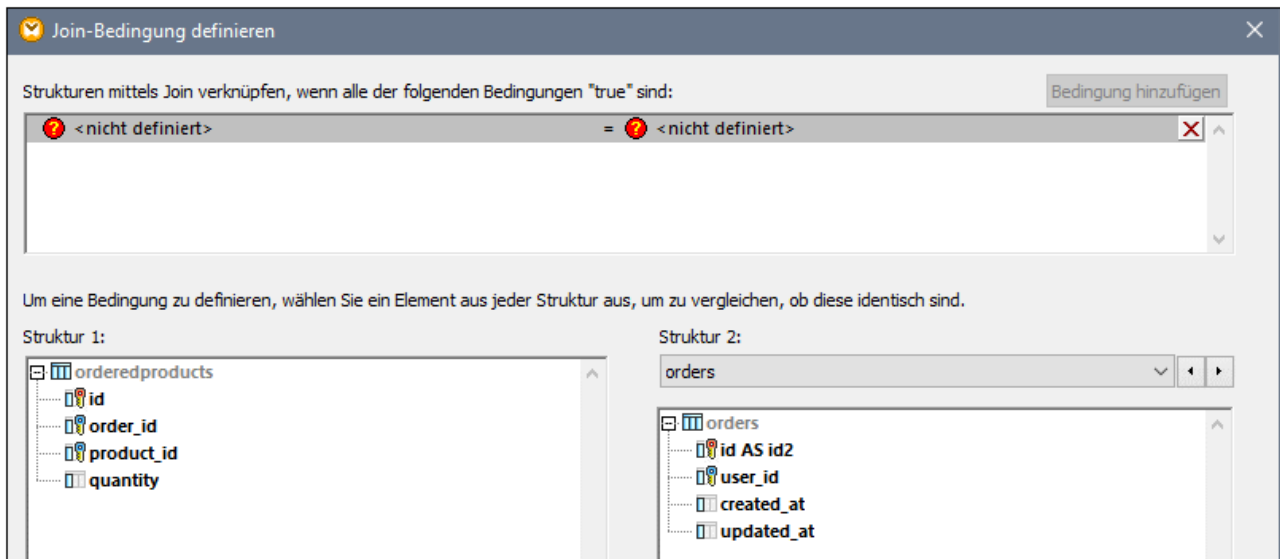 Join-Bedingung definieren
Strukturen mittels Join verknüpfen, wenn alle der folgenden Bedingungen "true" sind: Bedingung hinzufügen
<nicht definiert> = <nicht definiert>
Um eine Bedingung zu definieren, wählen Sie ein Element aus jeder Struktur aus, um zu vergleichen, ob diese identisch sind.
Struktur 1:
orderedproducts
id
order_id
product_id
quantity
Struktur 2:
orders
orders
id AS id2
user_id
created_at
updated_at